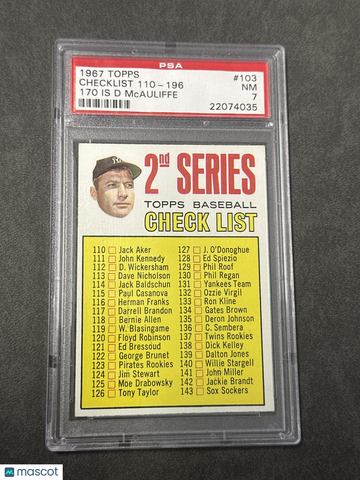 PSA
1967 TOPPS #103
CHECKLIST 110-196 NM
170 IS D McAULIFFE 7
22074035
2nd SERIES
TOPPS BASEBALL
CHECK LIST
110 Jack Aker
111 John Kennedy
112 D. Wickersham
113 Dave Nicholson
114 Jack Baldschun
115 Paul Casanova
116 Herman Franks
117 Darrell Brandon
118 Bernie Allen
119 W. Blasingame
120 Floyd Robinson
121 Ed Bressoud
122 George Brunet
123 Pirates Rookies
124 Jim Stewart
125 Moe Drabowsky
126 Tony Taylor
127 J. O'Donoghue
128 Ed Spiezio
129 Phil Roof
130 Phil Regan
131 Yankees Team
132 Ozzie Virgil
133 Ron Kline
134 Gates Brown
135 Deron Johnson
136 C. Sembera
137 Twins Rookies
138 Dick Kelley
139 Dalton Jones
140 Willie Stargell
141 John Miller
142 Jackie Brandt
143 Sox Sockers
mascot